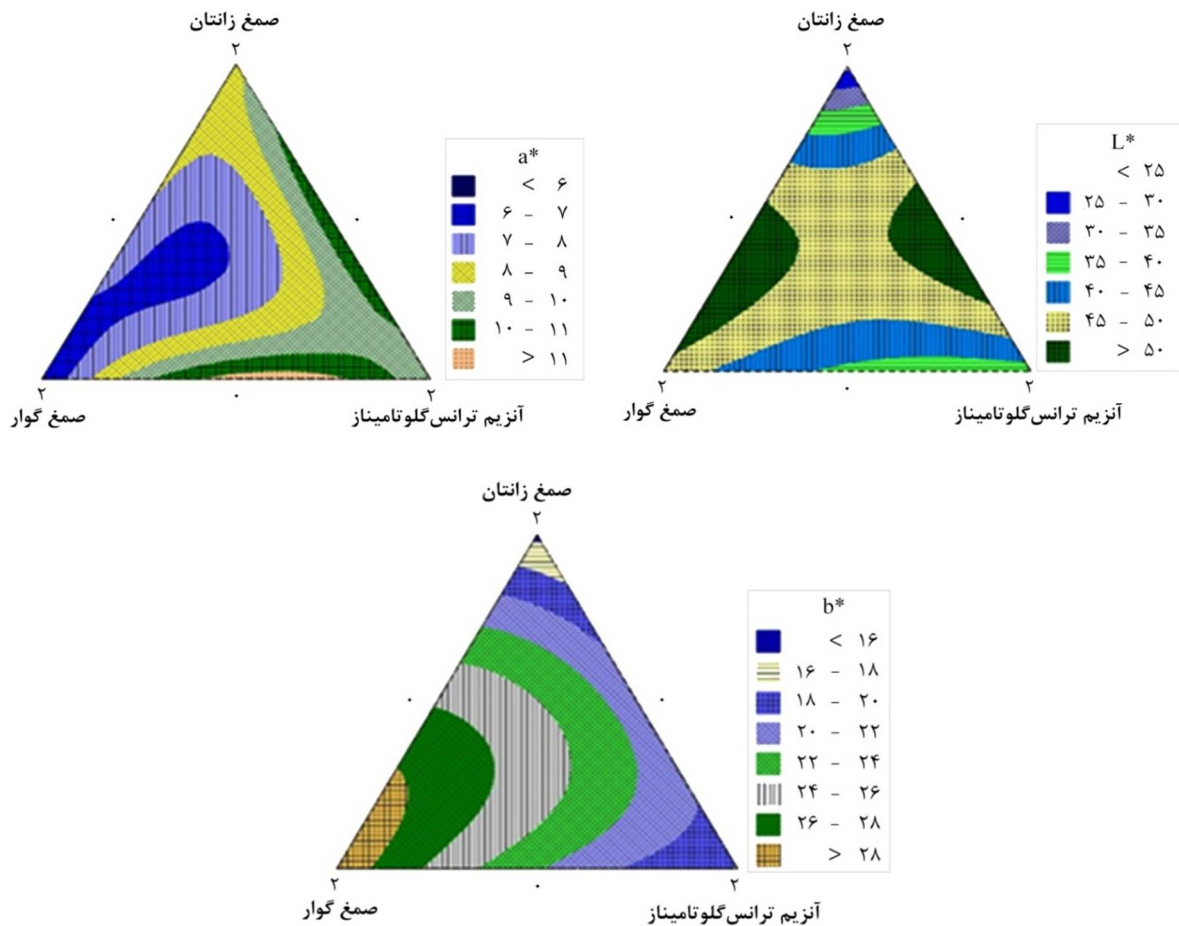 صمغ زانتان
۲
a*
< ۶
۶ - ۷
۷ - ۸
۸ - ۹
۹ - ۱۰
۱۰ - ۱۱
> ۱۱
۰
۰
۲
۰
۲
صمغ گوار
آنزیم ترانس‌گلوتامیناز
صمغ زانتان
۲
L*
< ۲۵
۲۵ - ۳۰
۳۰ - ۳۵
۳۵ - ۴۰
۴۰ - ۴۵
۴۵ - ۵۰
> ۵۰
۰
۰
۲
۰
۲
صمغ گوار
آنزیم ترانس‌گلوتامیناز
صمغ زانتان
۲
b*
< ۱۶
۱۶ - ۱۸
۱۸ - ۲۰
۲۰ - ۲۲
۲۲ - ۲۴
۲۴ - ۲۶
۲۶ - ۲۸
> ۲۸
۰
۰
۲
۰
۲
صمغ گوار
آنزیم ترانس‌گلوتامیناز